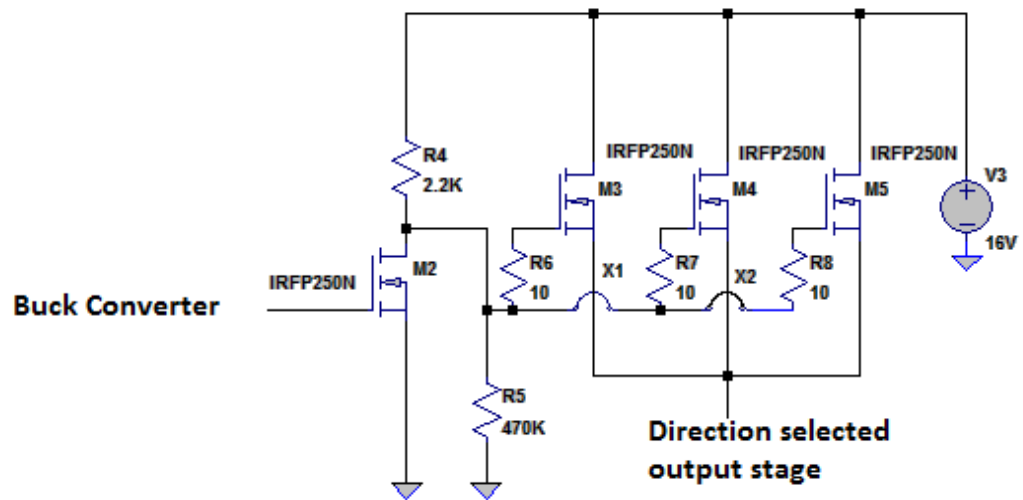 R4
2.2K
IRFP250N
IRFP250N
IRFP250N
M3
M4
M5
V3
16V
M2
IRFP250N
R6
10
X1
R7
10
X2
R8
10
Buck Converter
R5
470K
Direction selected
output stage